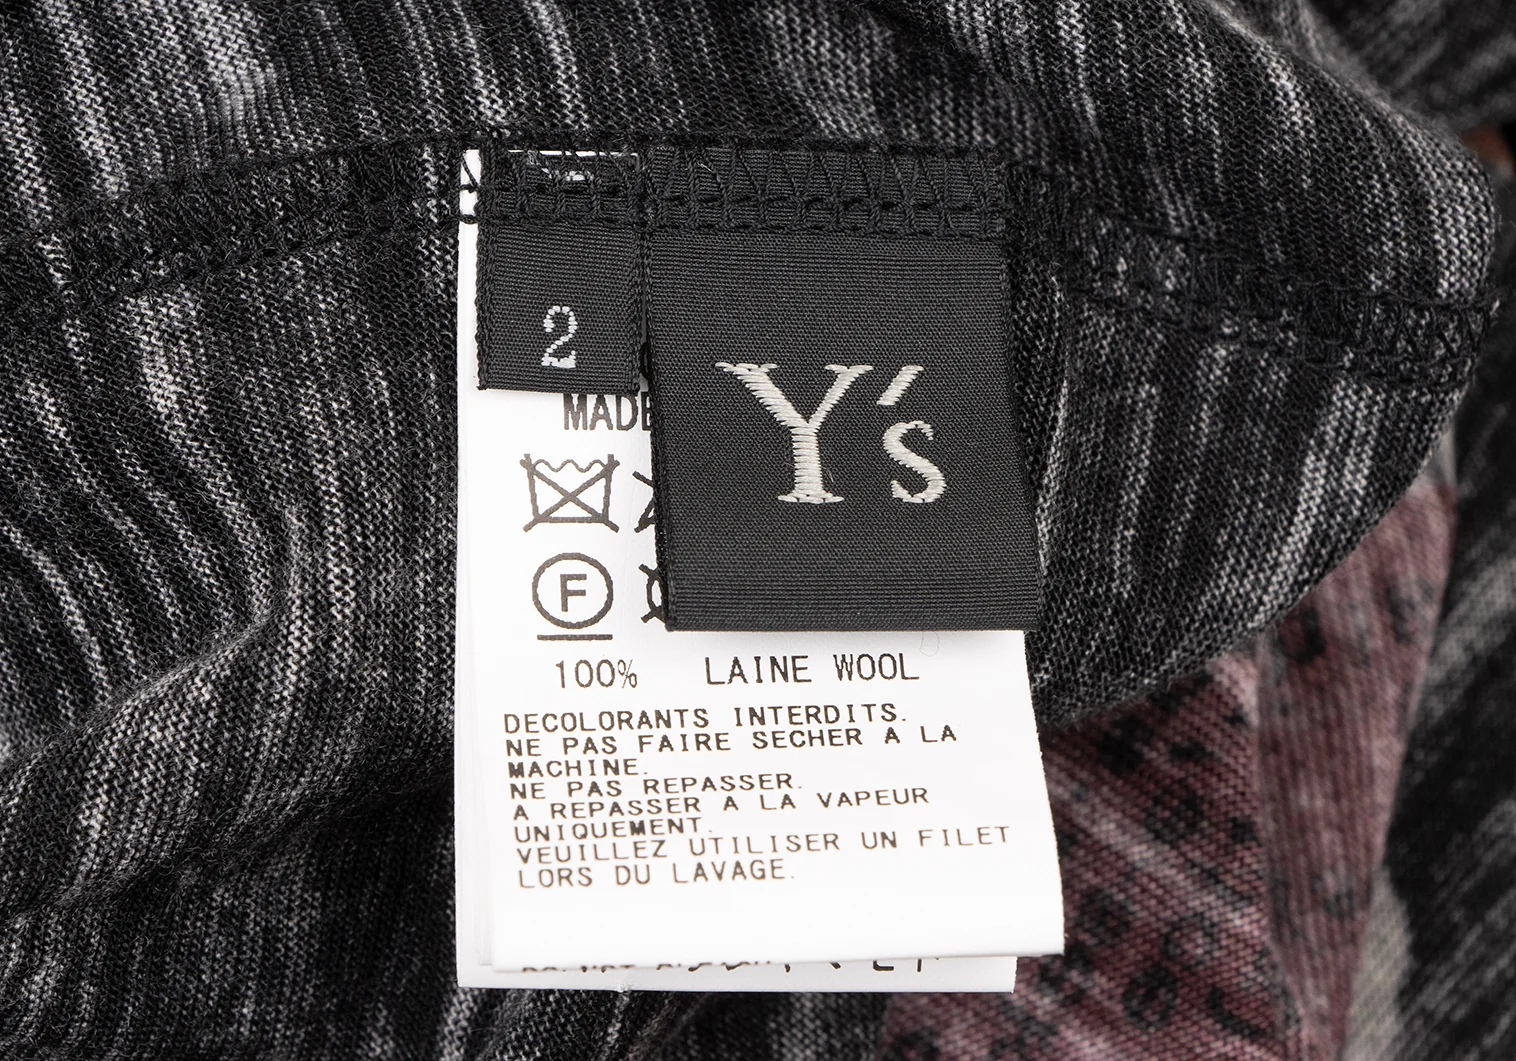 2
Y's
MADE
F
100% LAINE WOOL
DECOLORANTS INTERDITS.
NE PAS FAIRE SECHER A LA
MACHINE.
NE PAS REPASSER.
A REPASSER A LA VAPEUR
UNIQUEMENT.
VEUILLEZ UTILISER UN FILET
LORS DU LAVAGE.